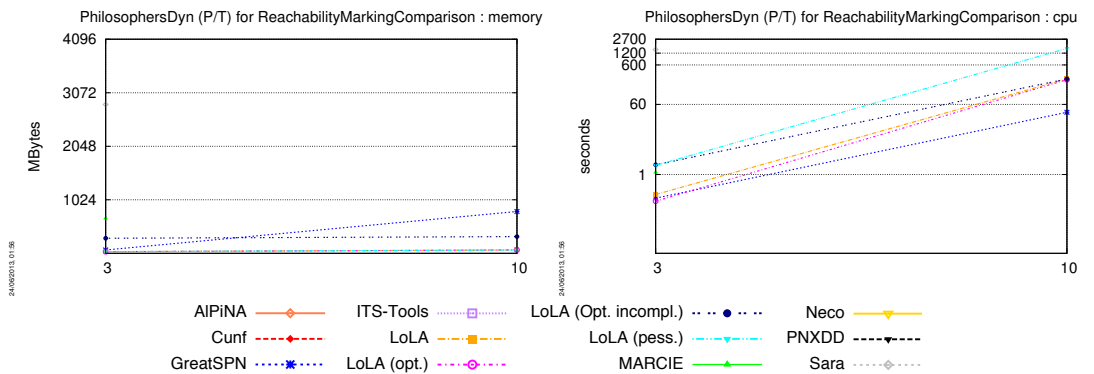 PhilosophersDyn (P/T) for ReachabilityMarkingComparison : memory
4096
3072
2048
1024
MBytes
3
10
24/06/2013, 01:56
PhilosophersDyn (P/T) for ReachabilityMarkingComparison : cpu
2700
1200
600
60
1
seconds
3
10
24/06/2013, 01:56
AlPiNA
Cunf
GreatSPN
ITS-Tools
LoLA
LoLA (opt.)
LoLA (Opt. incompl.)
LoLA (pess.)
MARCIE
Neco
PNXDD
Sara